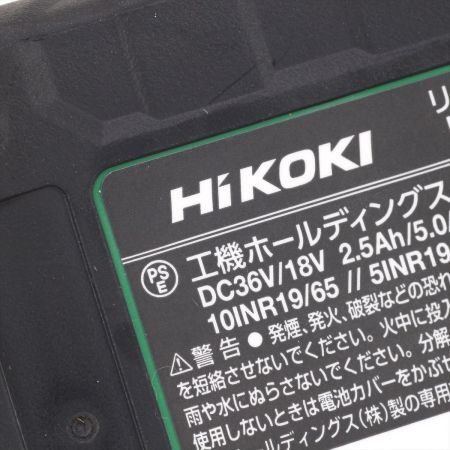 リ
HiKOKI
PSE
工機ホールディングス
DC36V/18V 2.5Ah/5.0/
10INR19/65 // 5INR19
⚠警告 ● 発煙、発火、破裂などの恐れ
を短絡させないでください。火中に投入
雨や水にぬらさないでください。分解
使用しないときは電池カバーをかぶせ
ールディングス(株)製の専用